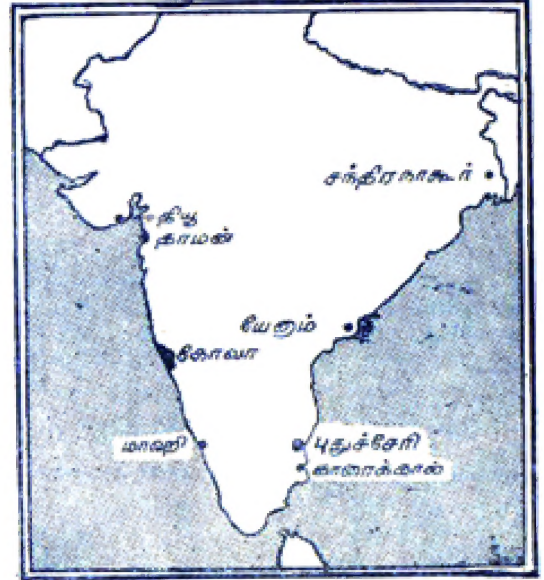 சந்திரநாகூர்
தியூ
தாமன்
யேனும்
கோவா
மாஹி
புதுச்சேரி
காரைக்கால்